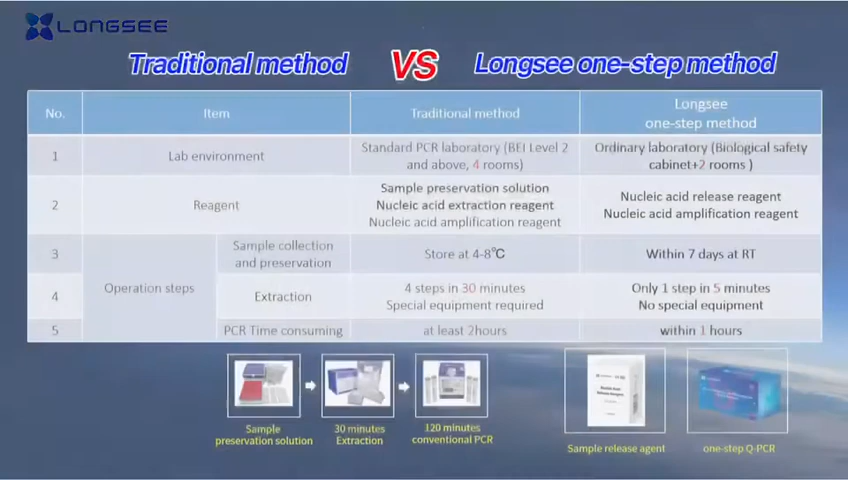 LONGSEE
Traditional method VS Longsee one-step method
No. Item Traditional method Longsee
one-step method
1 Lab environment Standard PCR laboratory (BEI Level 2
and above, 4 rooms) Ordinary laboratory (Biological safety
cabinet+2 rooms )
2 Reagent Sample preservation solution
Nucleic acid extraction reagent
Nucleic acid amplification reagent Nucleic acid release reagent
Nucleic acid amplification reagent
3 Operation steps Sample collection
and preservation Store at 4-8℃ Within 7 days at RT
4 Extraction 4 steps in 30 minutes
Special equipment required Only 1 step in 5 minutes
No special equipment
5 PCR Time consuming at least 2hours within 1 hours
Nucleic Acid
Release Reagent
Sample
preservation solution
30 minutes
Extraction
120 minutes
conventional PCR
Sample release agent
one-step Q-PCR